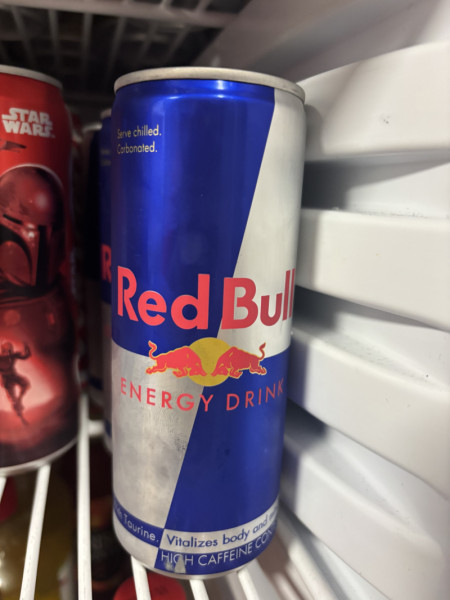 STAR
WARS
Serve chilled.
Carbonated.
R
Red Bull
ENERGY DRINK
Taurine. Vitalizes body and
HIGH CAFFEINE